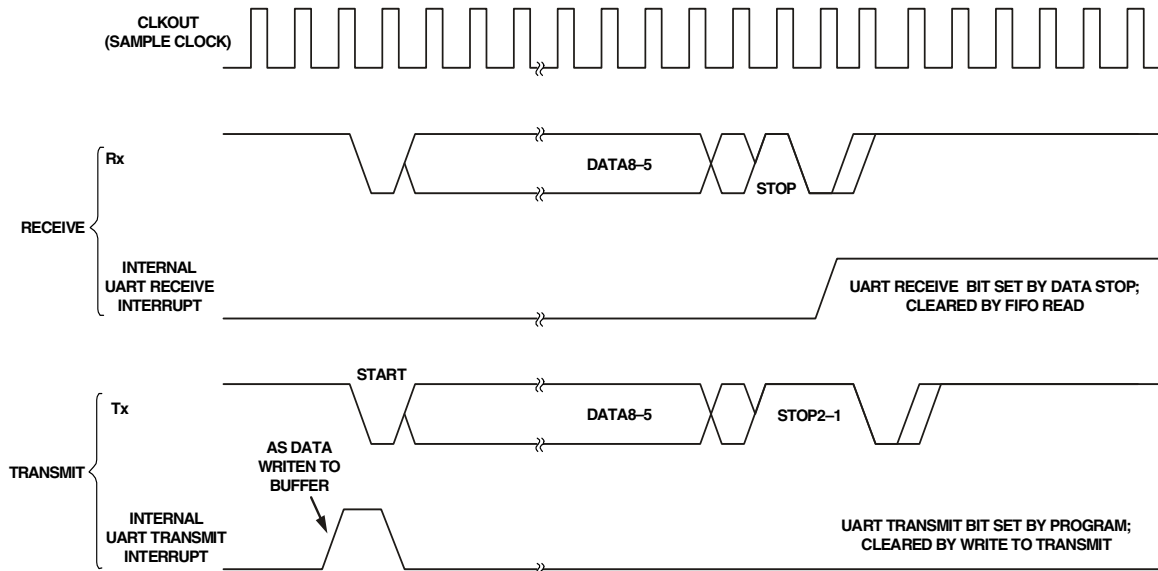 CLKOUT
(SAMPLE CLOCK)
Rx
DATA8–5
STOP
RECEIVE
INTERNAL
UART RECEIVE
INTERRUPT
UART RECEIVE BIT SET BY DATA STOP;
CLEARED BY FIFO READ
START
Tx
DATA8–5
STOP2–1
AS DATA
WRITEN TO
BUFFER
TRANSMIT
INTERNAL
UART TRANSMIT
INTERRUPT
UART TRANSMIT BIT SET BY PROGRAM;
CLEARED BY WRITE TO TRANSMIT